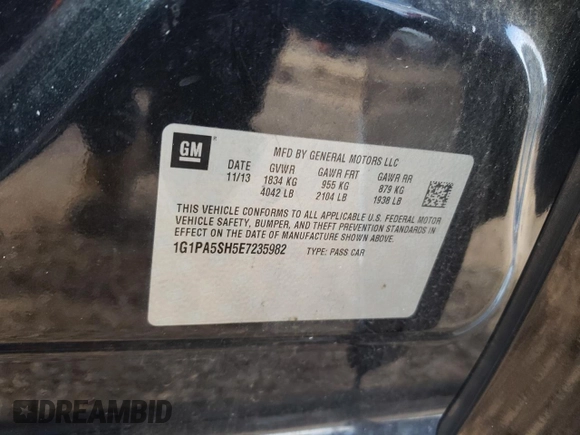 GM ®
MFD BY GENERAL MOTORS LLC
DATE GVWR GAWR FRT GAWR RR
11/13 1834 KG 955 KG 879 KG
4042 LB 2104 LB 1938 LB
THIS VEHICLE CONFORMS TO ALL APPLICABLE U.S. FEDERAL MOTOR
VEHICLE SAFETY, BUMPER, AND THEFT PREVENTION STANDARDS IN
EFFECT ON THE DATE OF MANUFACTURE SHOWN ABOVE.
1G1PA5SH5E7235982 TYPE: PASS CAR
DREAMBID